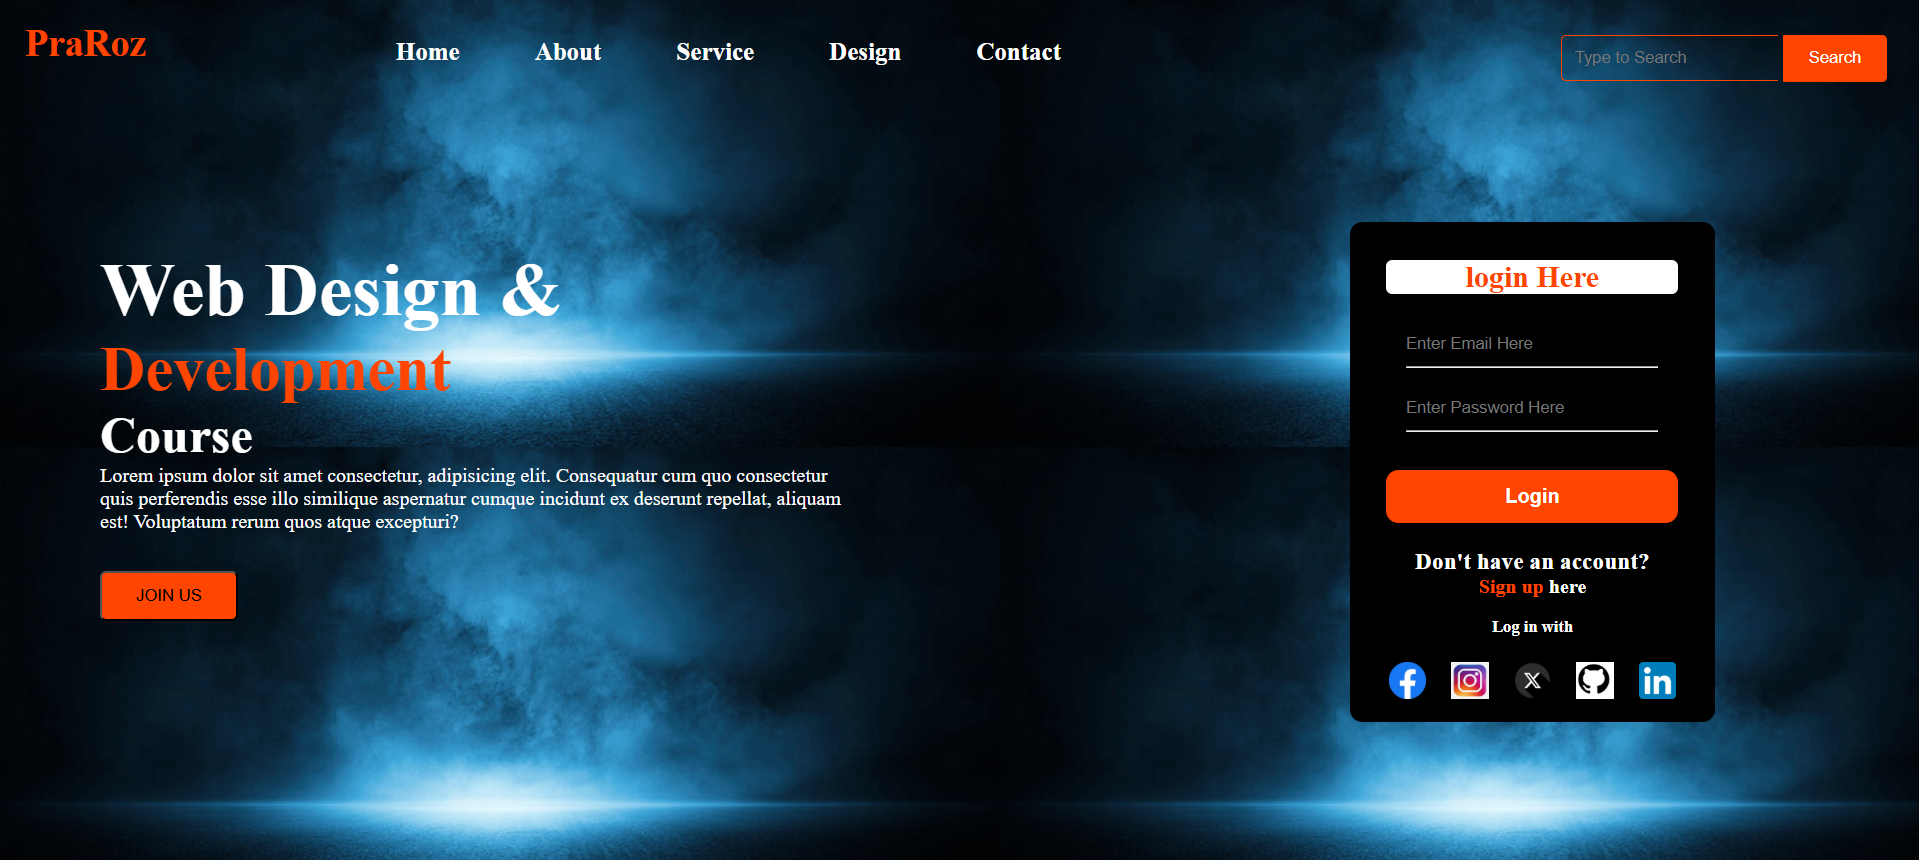 PraRoz
Home About Service Design Contact
Type to Search Search
Web Design &
Development
Course
Lorem ipsum dolor sit amet consectetur, adipisicing elit. Consequatur cum quo consectetur
quis perferendis esse illo similique aspernatur cumque incidunt ex deserunt repellat, aliquam
est! Voluptatum rerum quos atque excepturi?
JOIN US
login Here
Enter Email Here
Enter Password Here
Login
Don't have an account?
Sign up here
Log in with